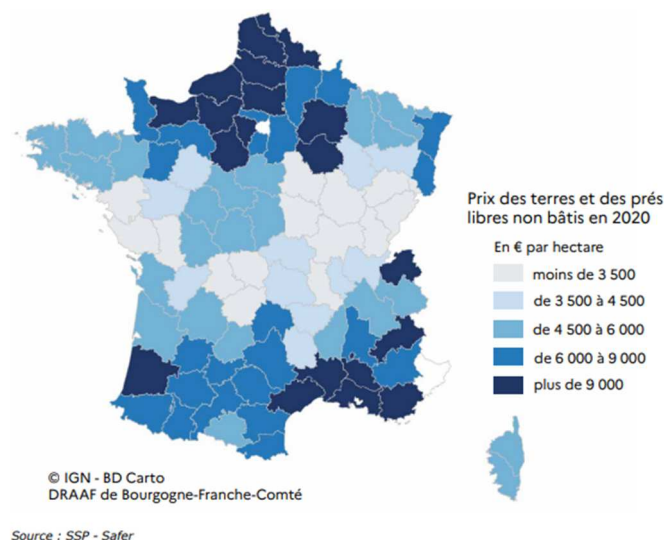 Prix des terres et des prés
libres non bâtis en 2020
En € par hectare
moins de 3 500
de 3 500 à 4 500
de 4 500 à 6 000
de 6 000 à 9 000
plus de 9 000
© IGN - BD Carto
DRAAF de Bourgogne-Franche-Comté
Source : SSP - Safer